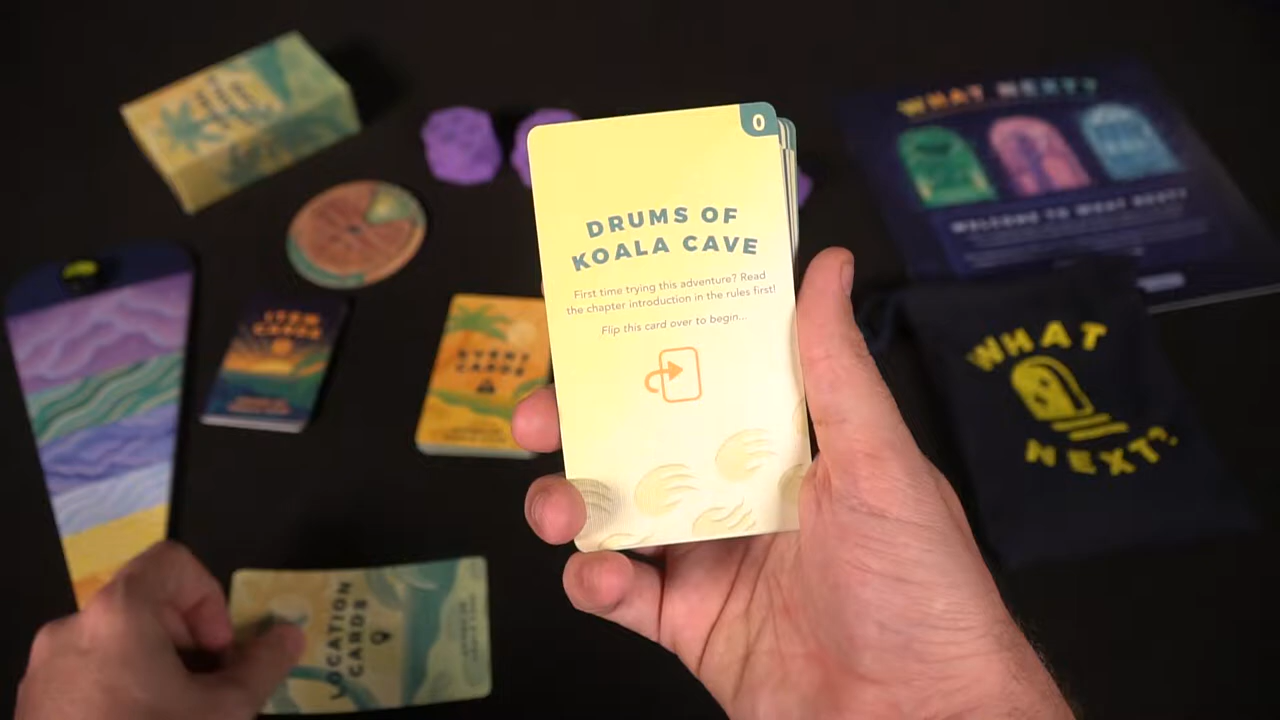 0
DRUMS OF
KOALA CAVE
First time trying this adventure? Read
the chapter introduction in the rules first!
Flip this card over to begin...
WHAT NEXT?
WELCOME TO WHAT NEXT?
WHAT
NEXT?
ITEM
CARDS
EVENT
CARDS
LOCATION
CARDS